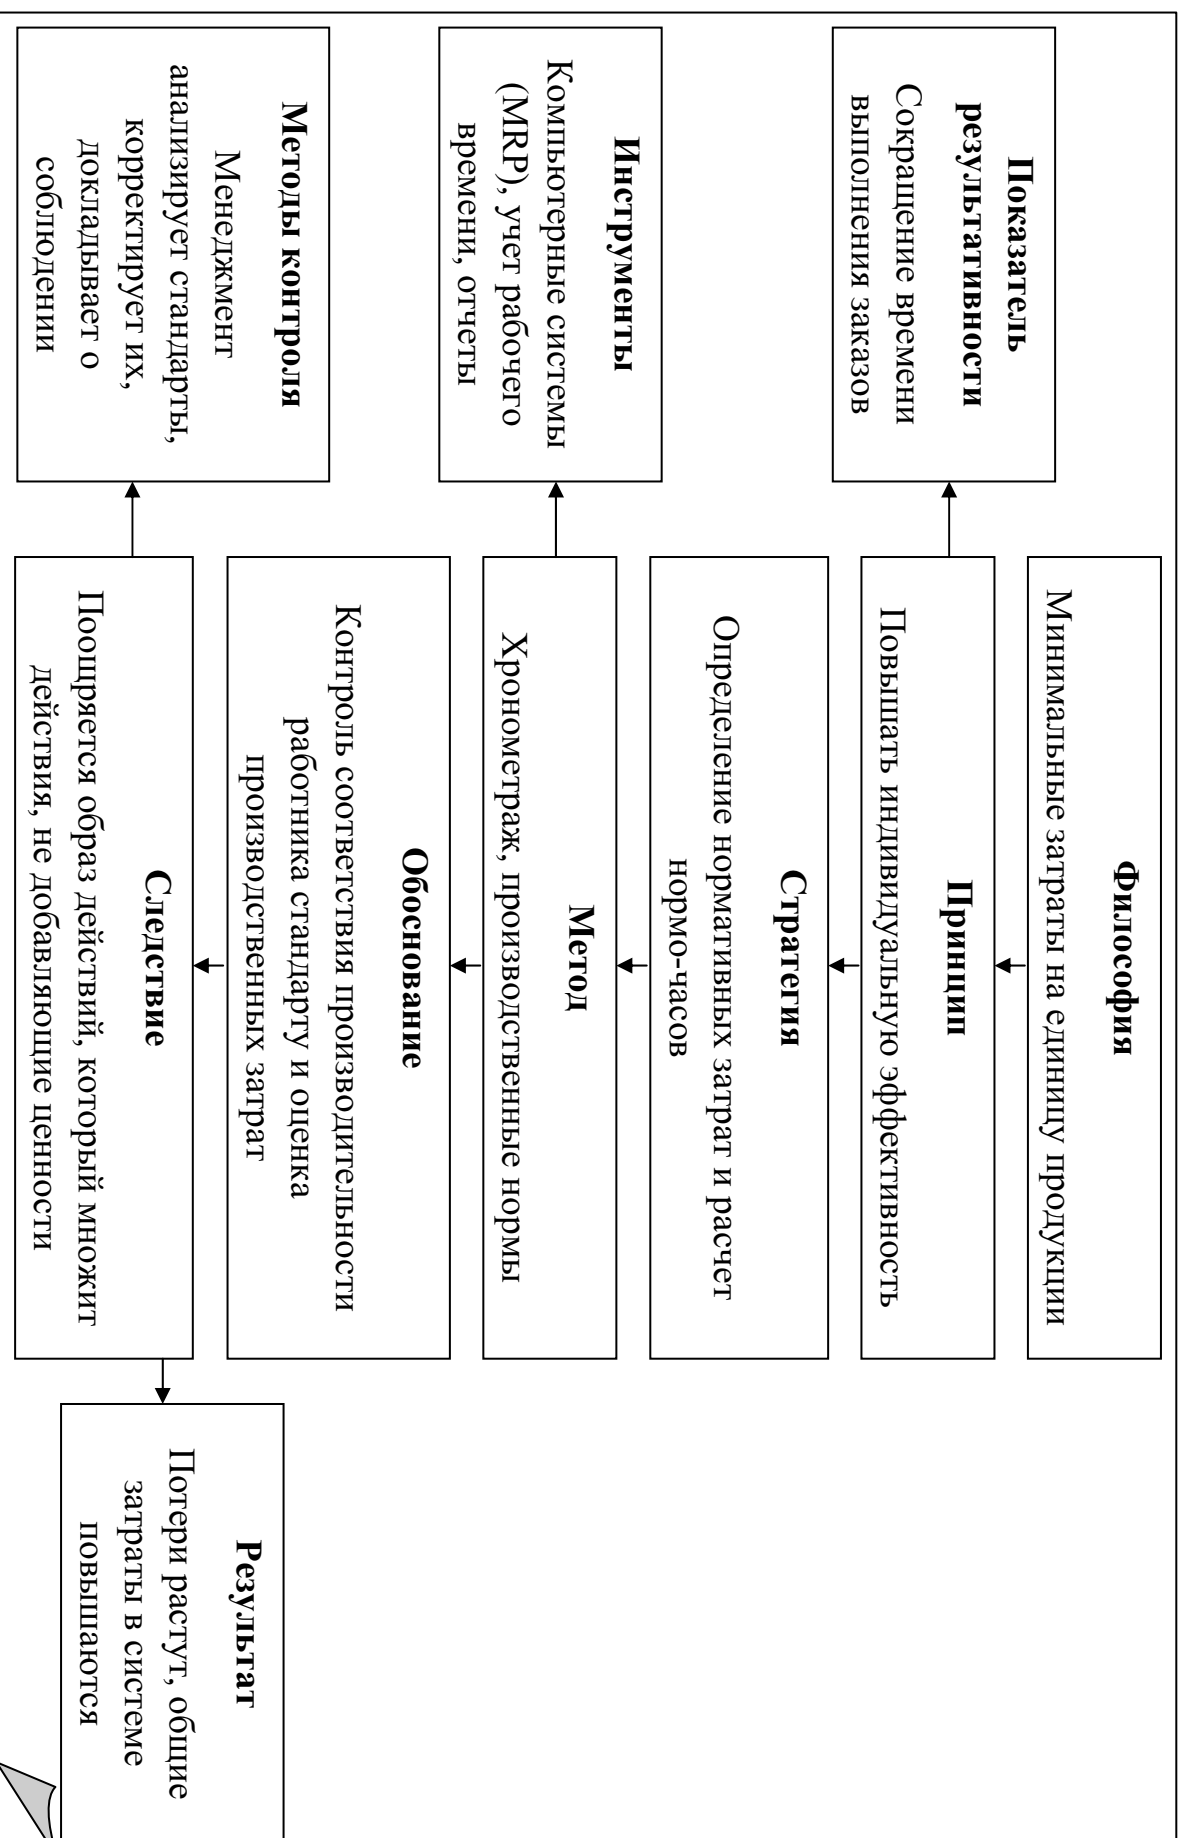 Философия
Минимальные затраты на единицу продукции
Показатель
результативности
Сокращение времени
выполнения заказов
Принцип
Повышать индивидуальную эффективность
Стратегия
Определение нормативных затрат и расчет
нормо-часов
Инструменты
Компьютерные системы
(MRP), учет рабочего
времени, отчеты
Метод
Хронометраж, производственные нормы
Обоснование
Контроль соответствия производительности
работника стандарту и оценка
производственных затрат
Методы контроля
Менеджмент
анализирует стандарты,
корректирует их,
докладывает о
соблюдении
Следствие
Поощряется образ действий, который множит
действия, не добавляющие ценности
Результат
Потери растут, общие
затраты в системе
повышаются